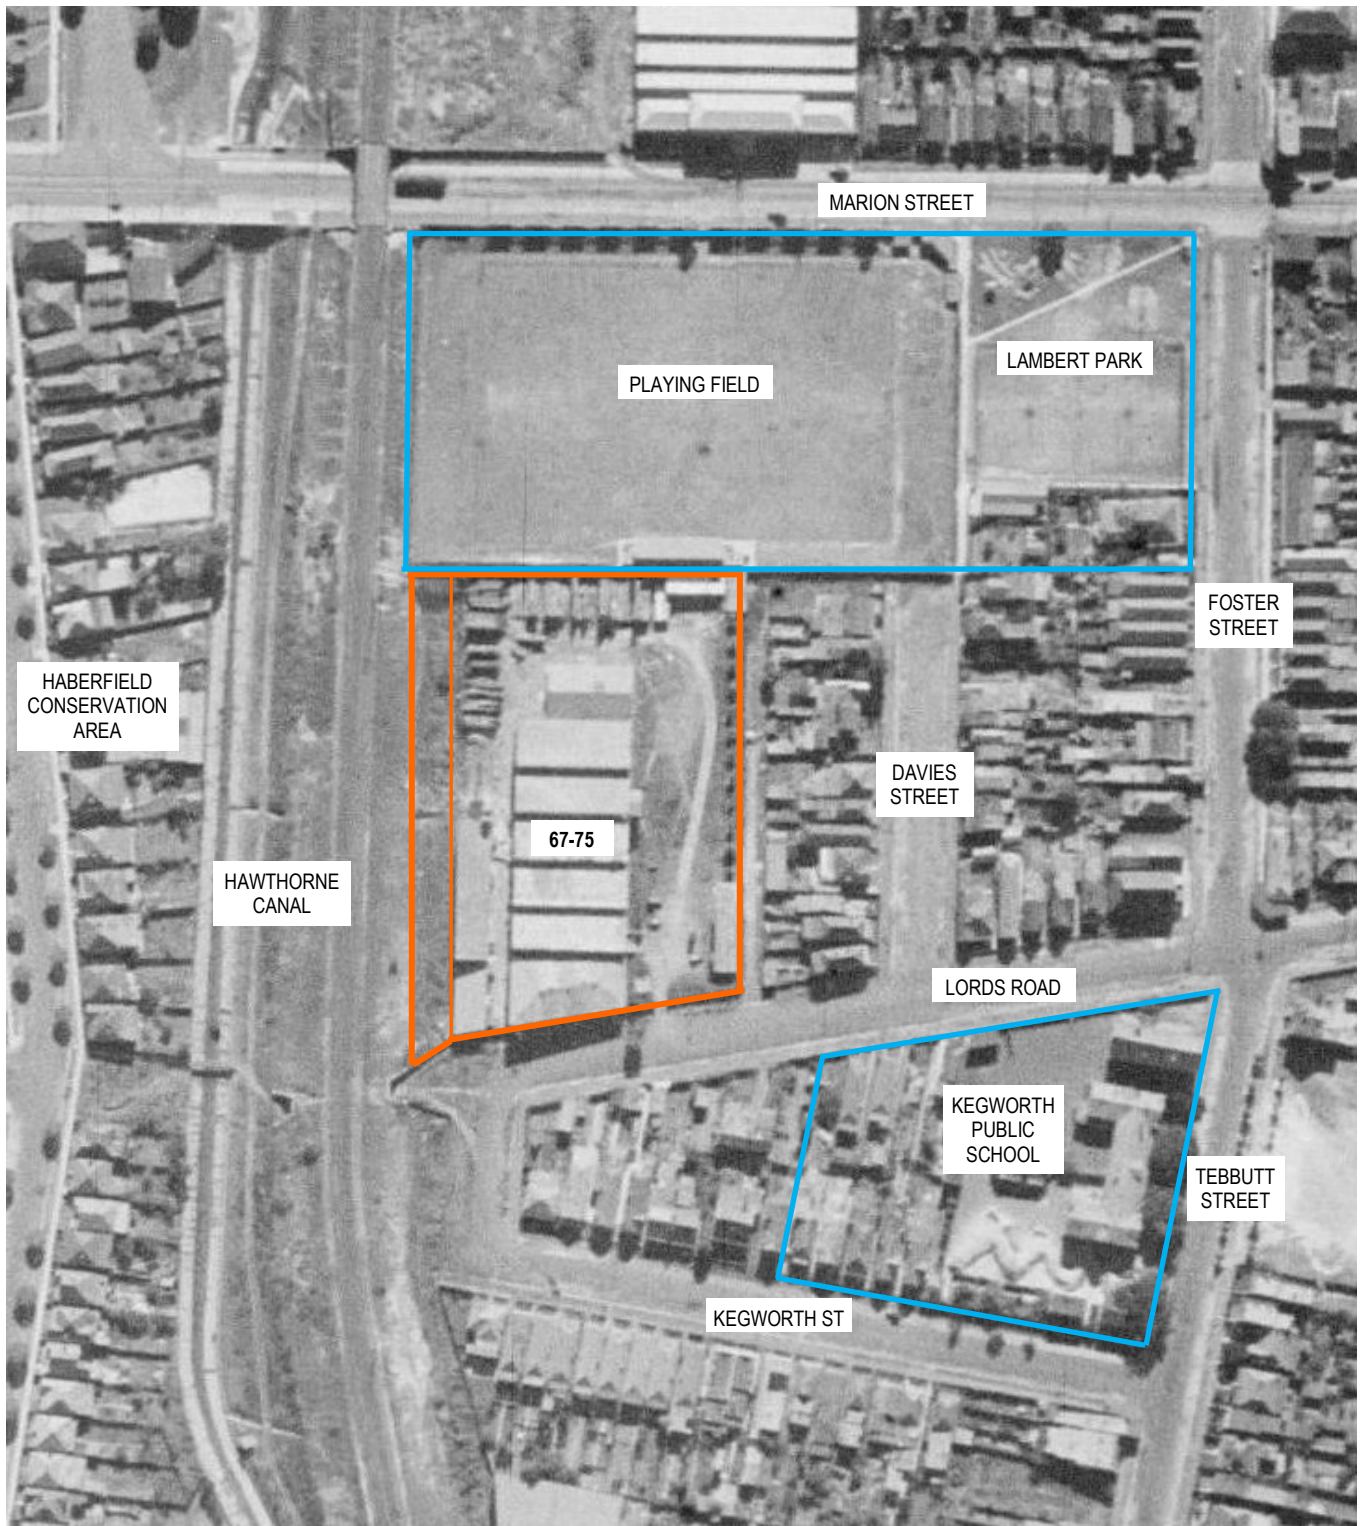 MARION STREET
LAMBERT PARK
PLAYING FIELD
FOSTER
STREET
HABERFIELD
CONSERVATION
AREA
DAVIES
STREET
67-75
HAWTHORNE
CANAL
LORDS ROAD
KEGWORTH
PUBLIC
SCHOOL
TEBBUTT
STREET
KEGWORTH ST